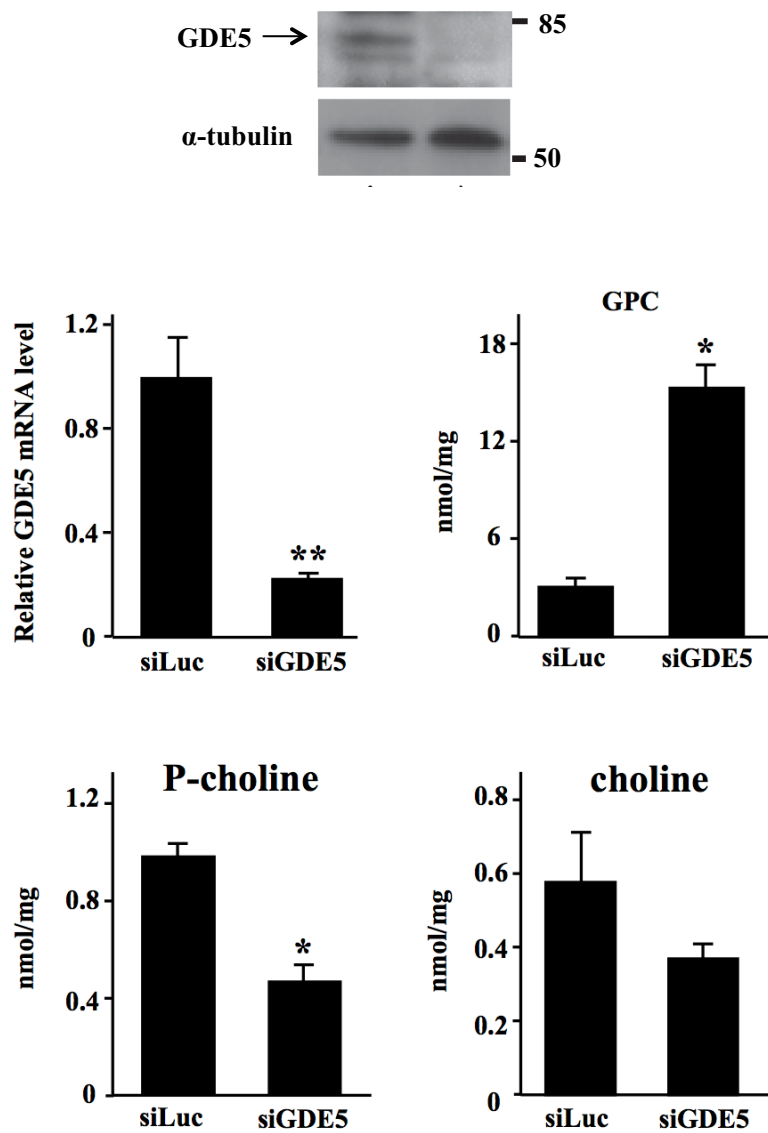 85
GDE5
α-tubulin
50
Relative GDE5 mRNA level
1.2
0.8
0.4
0
**
siLuc siGDE5
GPC
nmol/mg
18
12
6
0
*
siLuc siGDE5
P-choline
nmol/mg
1.2
0.8
0.4
0
*
siLuc siGDE5
choline
nmol/mg
0.8
0.6
0.4
0.2
0
siLuc siGDE5